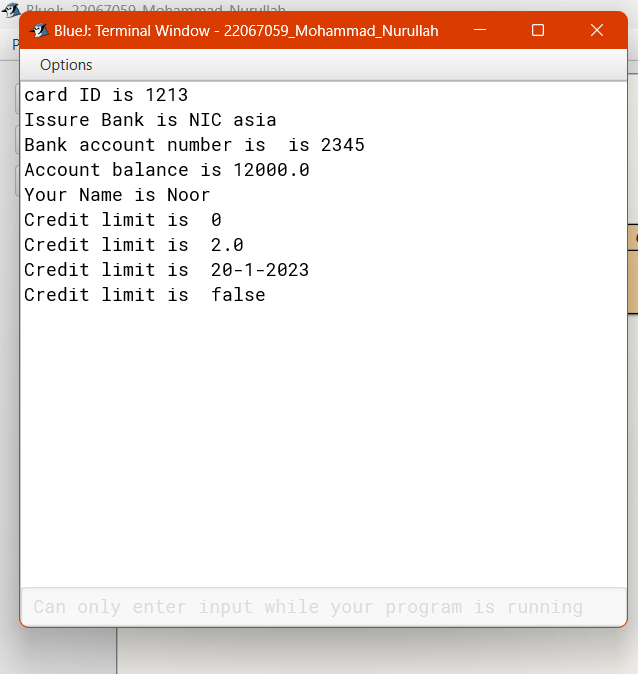 BlueJ: 22067059_Mohammad_Nurullah
BlueJ: Terminal Window - 22067059_Mohammad_Nurullah
Options
card ID is 1213
Issure Bank is NIC asia
Bank account number is  is 2345
Account balance is 12000.0
Your Name is Noor
Credit limit is  0
Credit limit is  2.0
Credit limit is  20-1-2023
Credit limit is  false
Can only enter input while your program is running